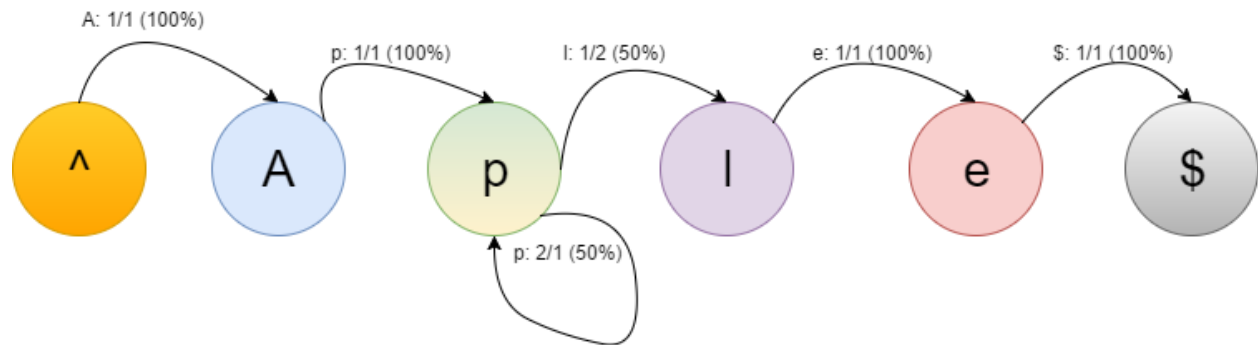 A: 1/1 (100%)
p: 1/1 (100%)
l: 1/2 (50%)
e: 1/1 (100%)
$: 1/1 (100%)
^
A
p
l
e
$
p: 2/1 (50%)